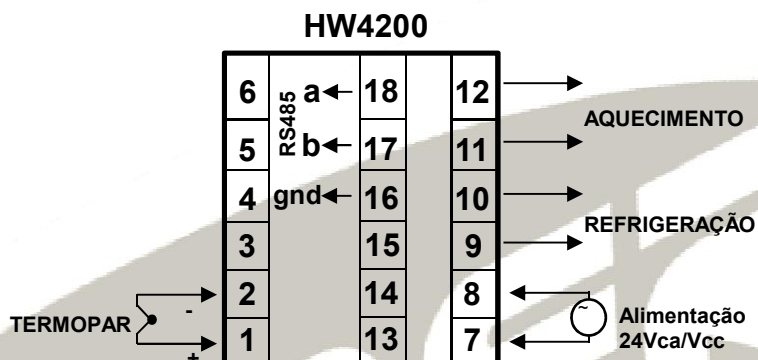 HW4200
6 RS485 a 18 12
AQUECIMENTO
5 b 17 11
4 gnd 16 10
REFRIGERAÇÃO
3 15 9
2 14 8
TERMOPAR - +
Alimentação
24Vca/Vcc
1 13 7